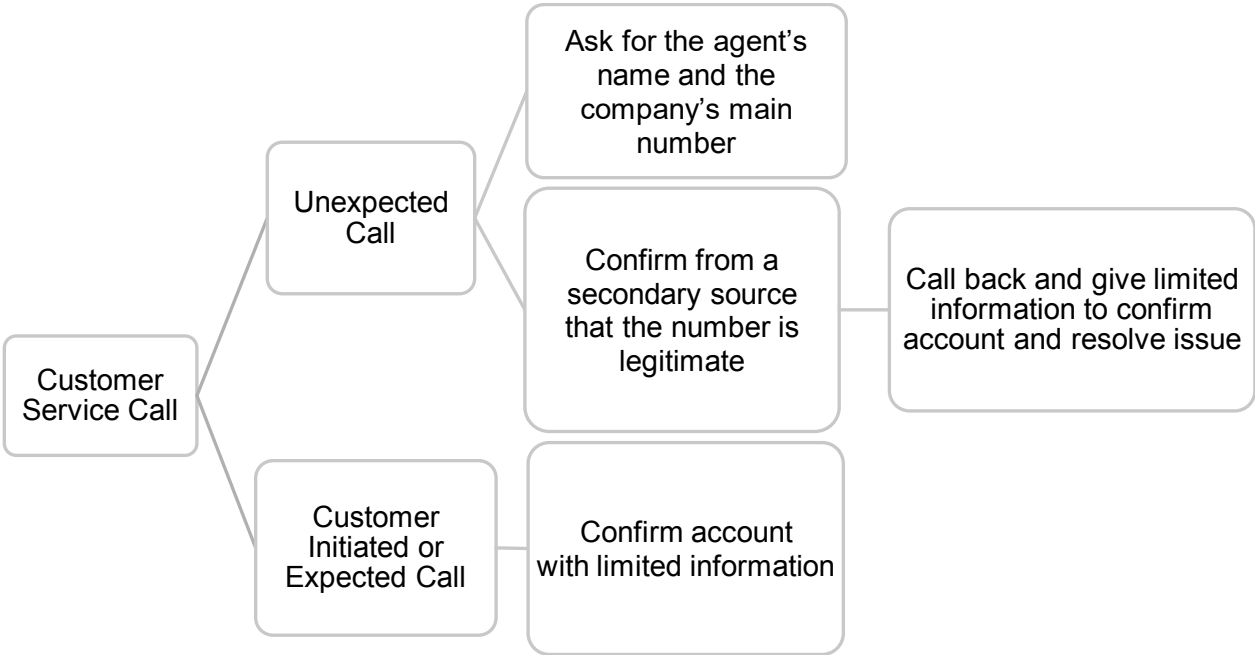 Ask for the agent’s
name and the
company’s main
number
Unexpected
Call
Confirm from a
secondary source
that the number is
legitimate
Call back and give limited
information to confirm
account and resolve issue
Customer
Service Call
Customer
Initiated or
Expected Call
Confirm account
with limited information